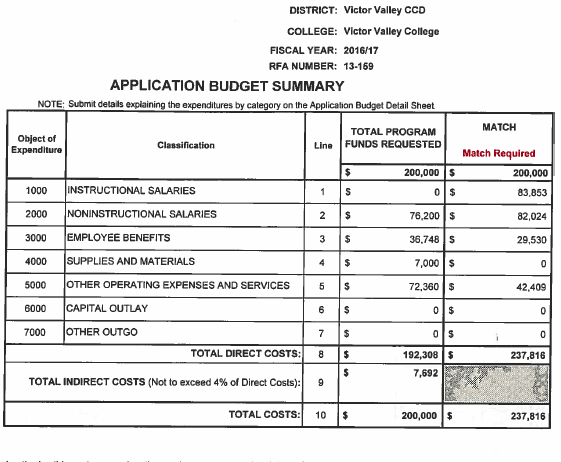 DISTRICT: Victor Valley CCD
COLLEGE: Victor Valley College
FISCAL YEAR: 2016/17
RFA NUMBER: 13-159
APPLICATION BUDGET SUMMARY
NOTE: Submit details explaining the expenditures by category on the Application Budget Detail Sheet
Object of Expenditure Classification Line TOTAL PROGRAM FUNDS REQUESTED MATCH Match Required
$ 200,000 $ 200,000
1000 INSTRUCTIONAL SALARIES 1 $ 0 $ 83,853
2000 NONINSTRUCTIONAL SALARIES 2 $ 76,200 $ 82,024
3000 EMPLOYEE BENEFITS 3 $ 36,748 $ 29,530
4000 SUPPLIES AND MATERIALS 4 $ 7,000 $ 0
5000 OTHER OPERATING EXPENSES AND SERVICES 5 $ 72,360 $ 42,409
6000 CAPITAL OUTLAY 6 $ 0 $ 0
7000 OTHER OUTGO 7 $ 0 $ 0
TOTAL DIRECT COSTS: 8 $ 192,308 $ 237,816
TOTAL INDIRECT COSTS (Not to exceed 4% of Direct Costs): 9 $ 7,692
TOTAL COSTS: 10 $ 200,000 $ 237,816